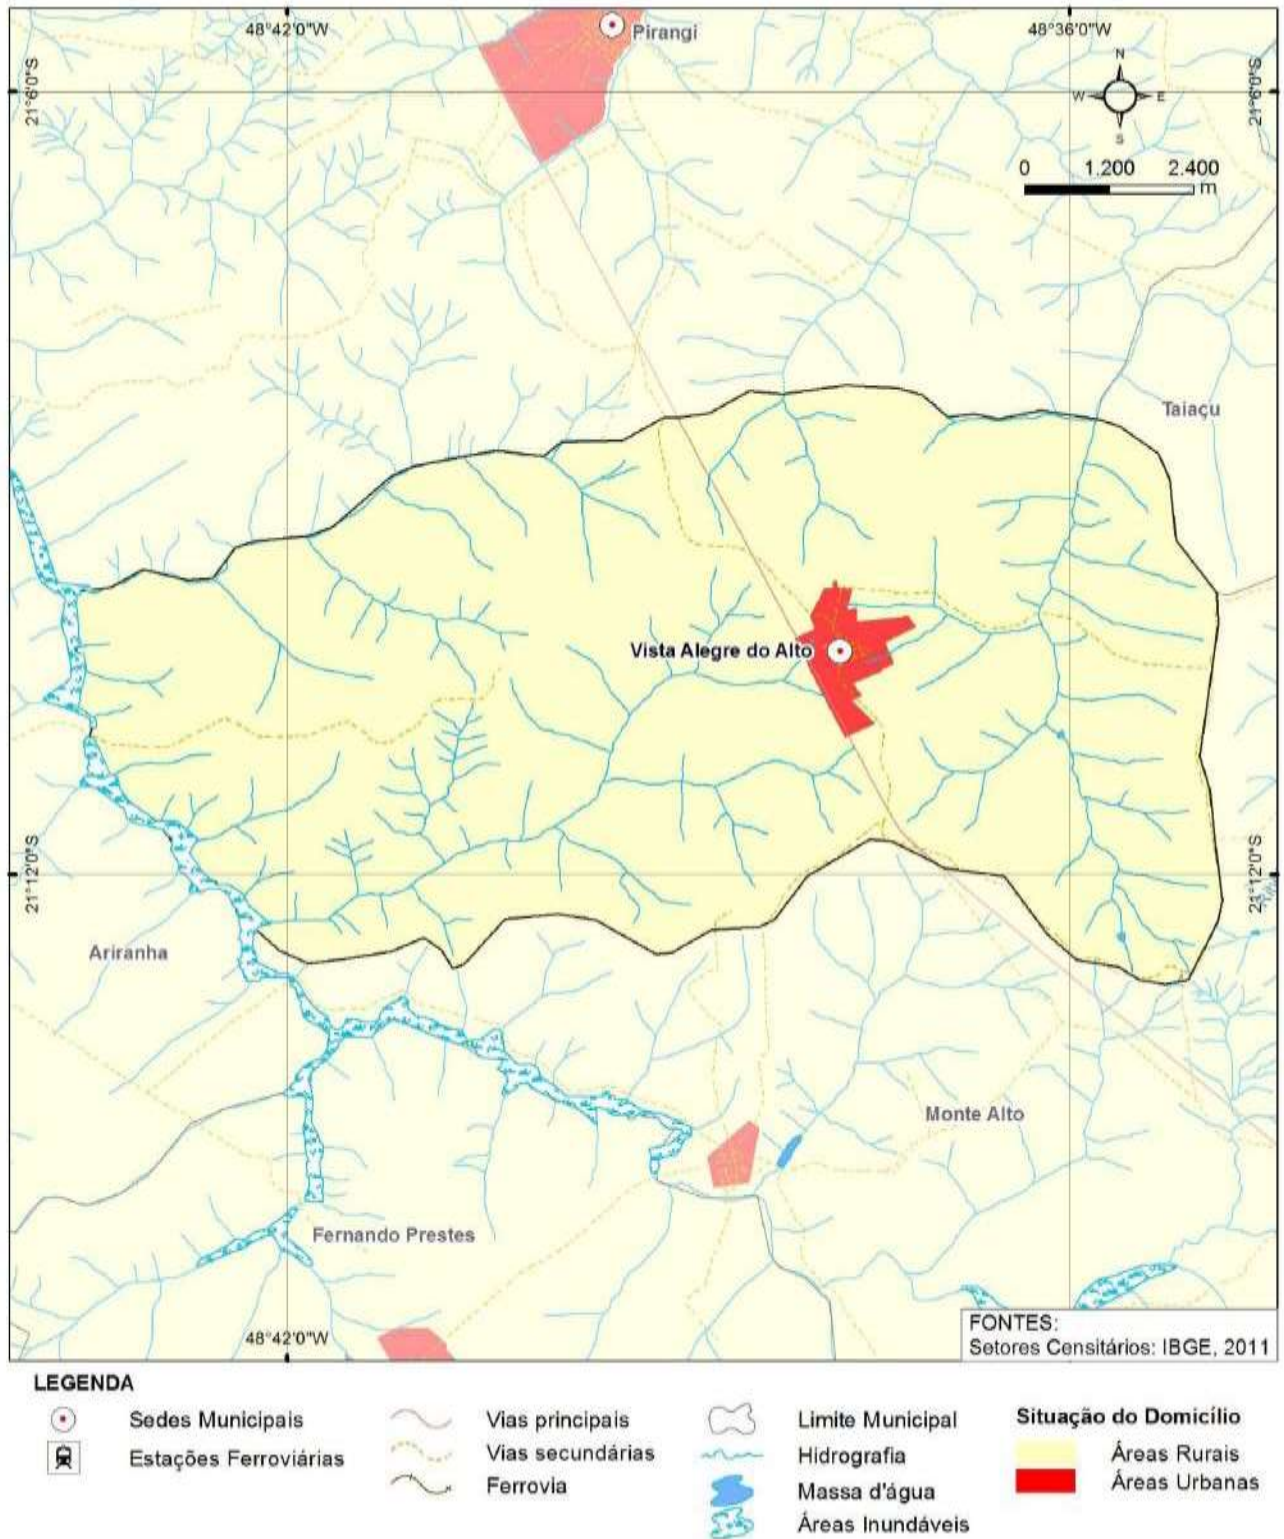 48°42'0"W
48°36'0"W
Pirangi
21°6'0"S
21°6'0"S
N
W
E
S
0 1.200 2.400
m
Taiaçu
Vista Alegre do Alto
21°12'0"S
21°12'0"S
Ariranha
Monte Alto
Fernando Prestes
48°42'0"W
FONTES:
Setores Censitários: IBGE, 2011
LEGENDA
Sedes Municipais
Estações Ferroviárias
Vias principais
Vias secundárias
Ferrovia
Limite Municipal
Hidrografia
Massa d'água
Áreas Inundáveis
Situação do Domicílio
Áreas Rurais
Áreas Urbanas